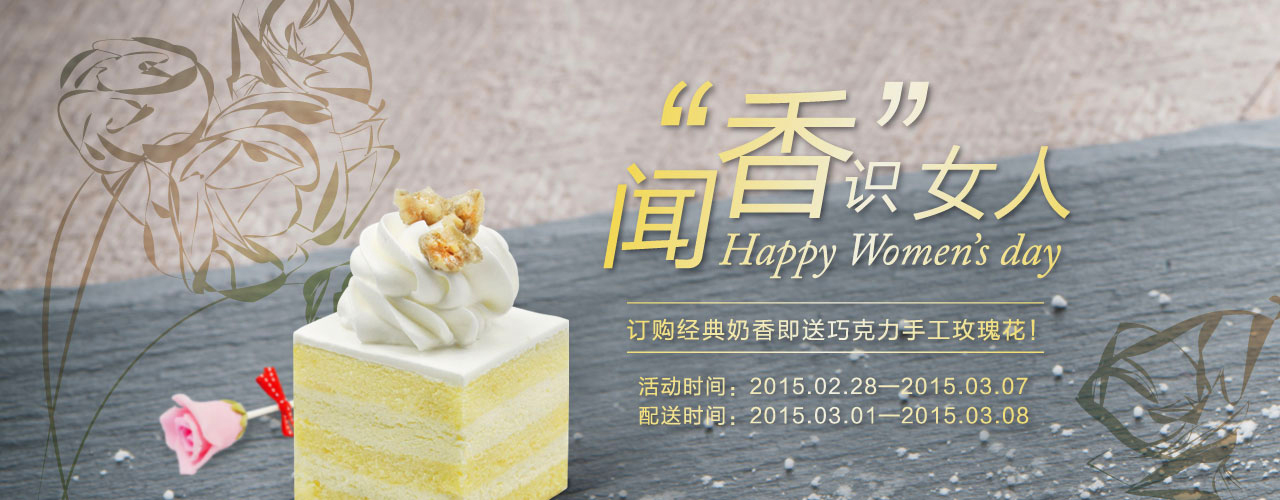 闻“香”识女人
Happy Women's day
订购经典奶香即送巧克力手工玫瑰花！
活动时间：2015.02.28—2015.03.07
配送时间：2015.03.01—2015.03.08